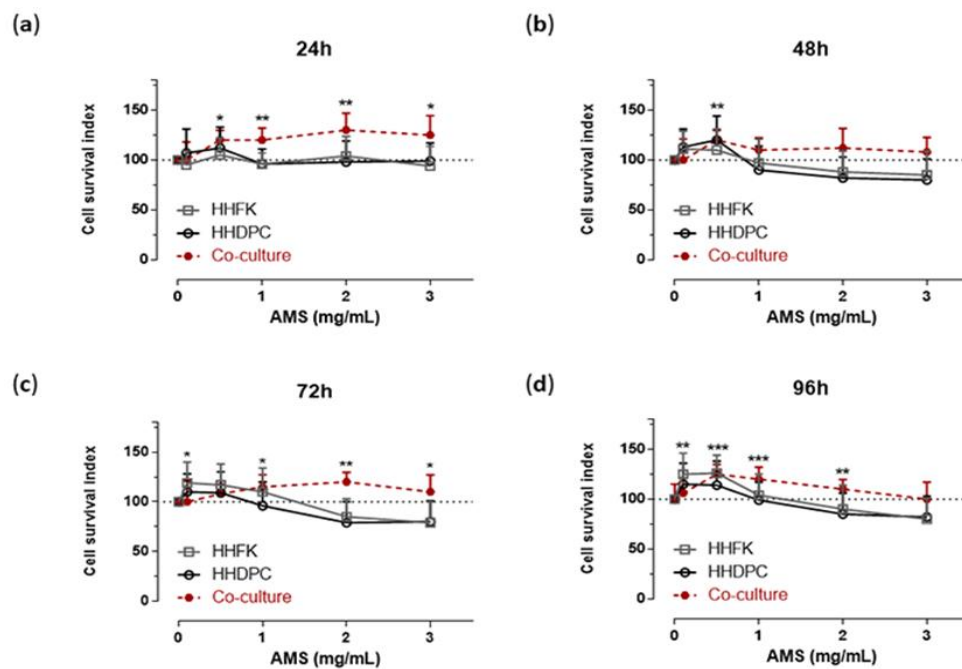 (a)
24h
Cell survival index
150
100
50
0
* ** ** *
HHFK
HHDPC
Co-culture
0 1 2 3
AMS (mg/mL)
(b)
48h
Cell survival index
150
100
50
0
**
HHFK
HHDPC
Co-culture
0 1 2 3
AMS (mg/mL)
(c)
72h
Cell survival index
150
100
50
0
* * ** *
HHFK
HHDPC
Co-culture
0 1 2 3
AMS (mg/mL)
(d)
96h
Cell survival index
150
100
50
0
** *** *** **
HHFK
HHDPC
Co-culture
0 1 2 3
AMS (mg/mL)